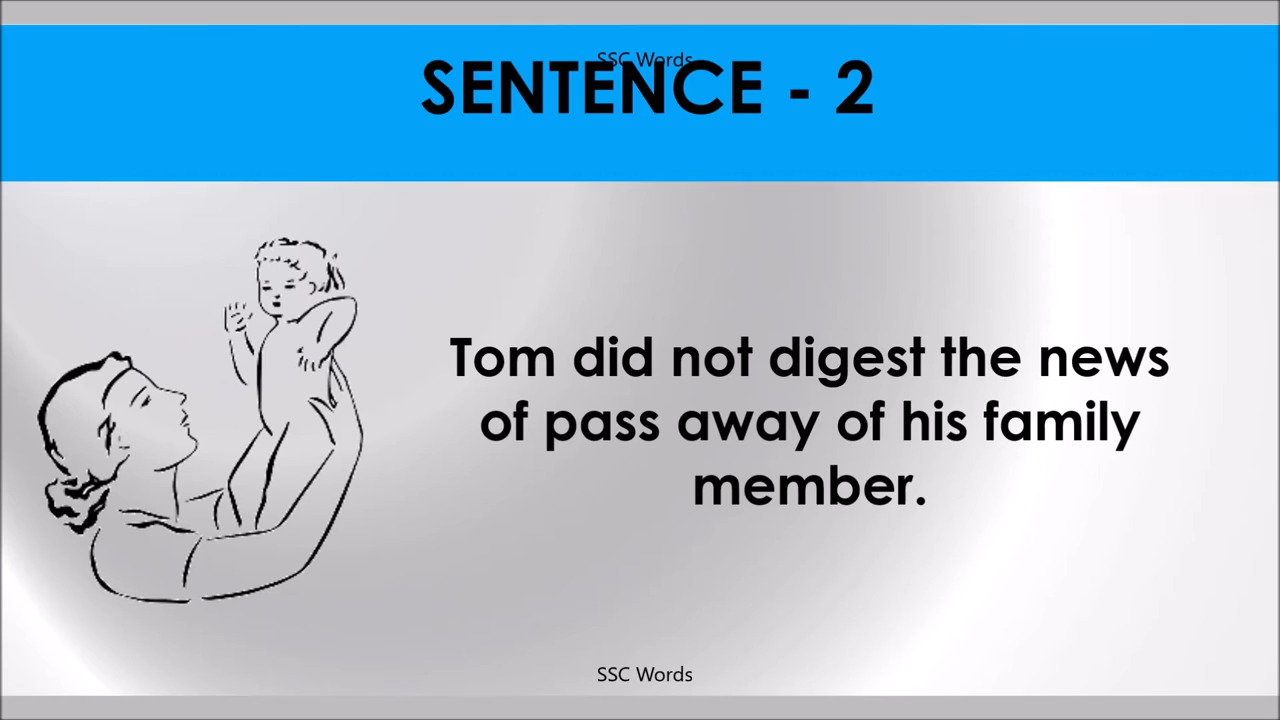 SSC Words
SENTENCE - 2
Tom did not digest the news
of pass away of his family
member.
SSC Words